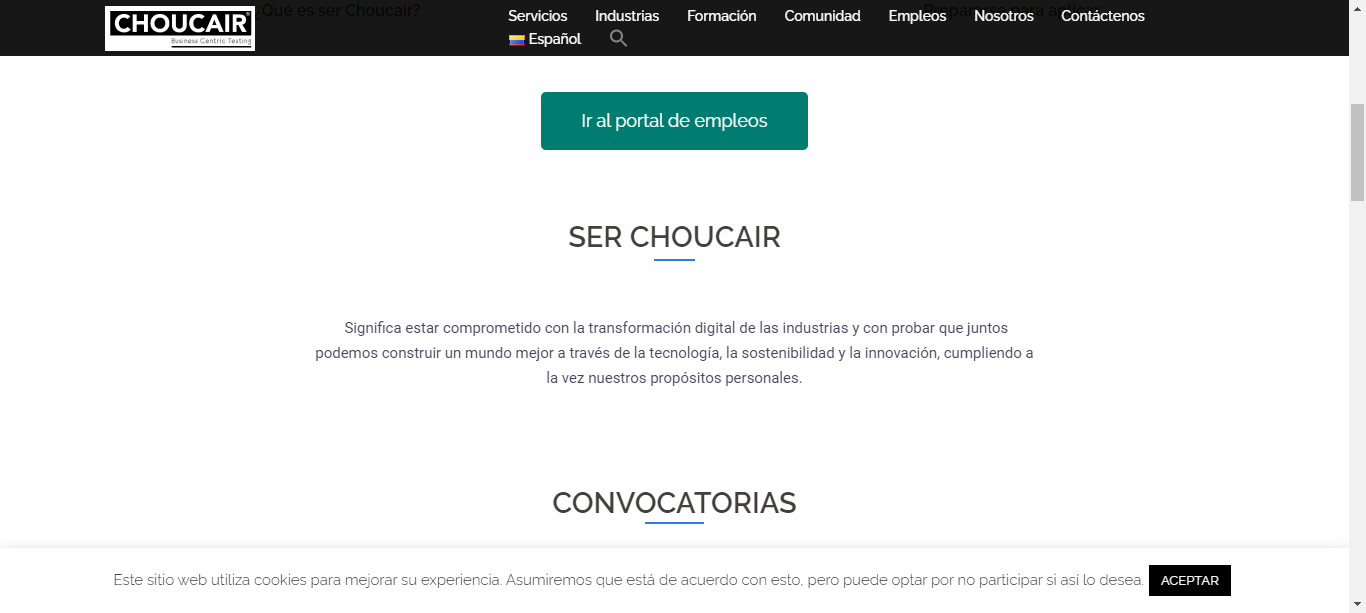 CHOUCAIR
Business Centric Testing
Servicios Industrias Formación Comunidad Empleos Nosotros Contáctenos
Español
¿Qué es ser Choucair?
Prepararse para aplicar
Ir al portal de empleos
SER CHOUCAIR
Significa estar comprometido con la transformación digital de las industrias y con probar que juntos
podemos construir un mundo mejor a través de la tecnología, la sostenibilidad y la innovación, cumpliendo a
la vez nuestros propósitos personales.
CONVOCATORIAS
Este sitio web utiliza cookies para mejorar su experiencia. Asumiremos que está de acuerdo con esto, pero puede optar por no participar si así lo desea. ACEPTAR